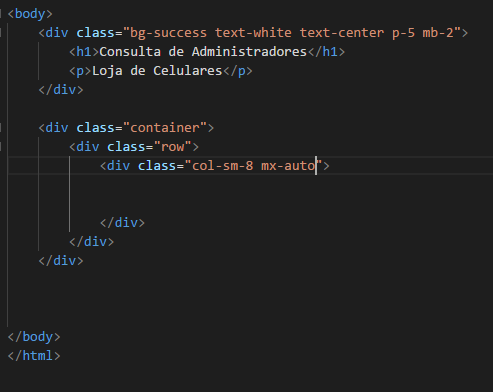 <body>
<div class="bg-success text-white text-center p-5 mb-2">
<h1>Consulta de Administradores</h1>
<p>Loja de Celulares</p>
</div>
<div class="container">
<div class="row">
<div class="col-sm-8 mx-auto">
</div>
</div>
</div>
</body>
</html>